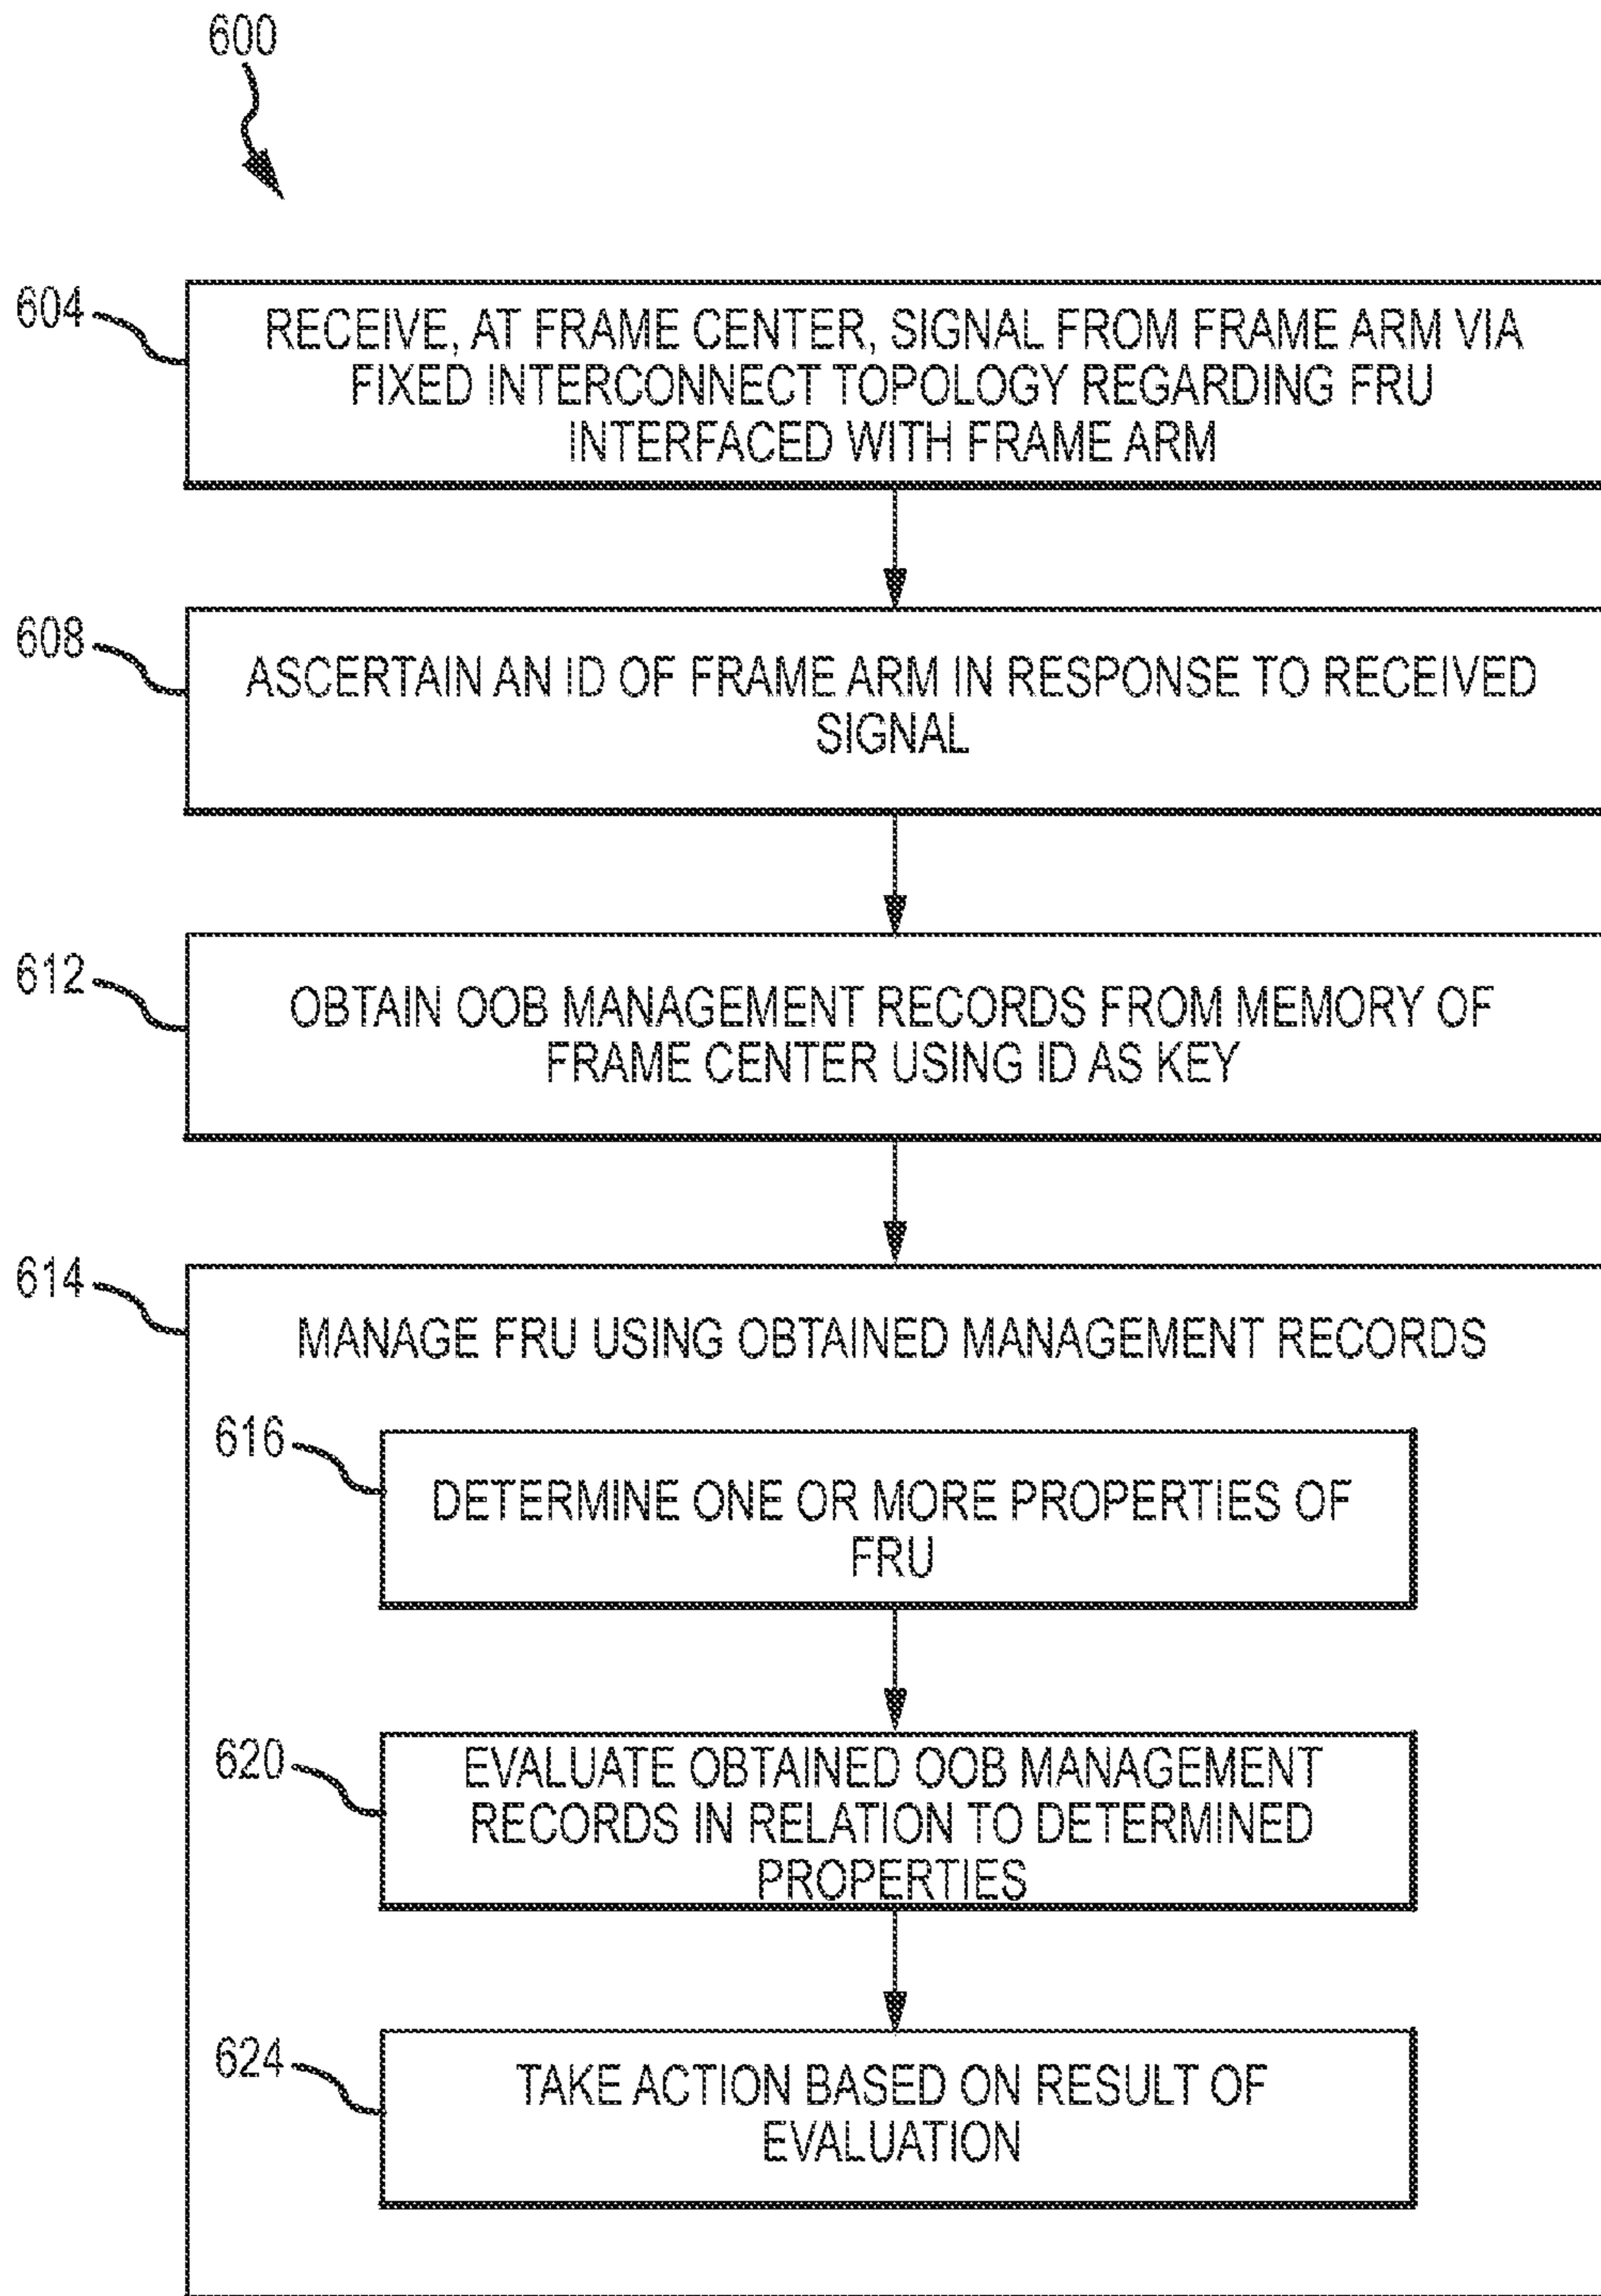 600
604
RECEIVE, AT FRAME CENTER, SIGNAL FROM FRAME ARM VIA
FIXED INTERCONNECT TOPOLOGY REGARDING FRU
INTERFACED WITH FRAME ARM
608
ASCERTAIN AN ID OF FRAME ARM IN RESPONSE TO RECEIVED
SIGNAL
612
OBTAIN OOB MANAGEMENT RECORDS FROM MEMORY OF
FRAME CENTER USING ID AS KEY
614
MANAGE FRU USING OBTAINED MANAGEMENT RECORDS
616
DETERMINE ONE OR MORE PROPERTIES OF
FRU
620
EVALUATE OBTAINED OOB MANAGEMENT
RECORDS IN RELATION TO DETERMINED
PROPERTIES
624
TAKE ACTION BASED ON RESULT OF
EVALUATION